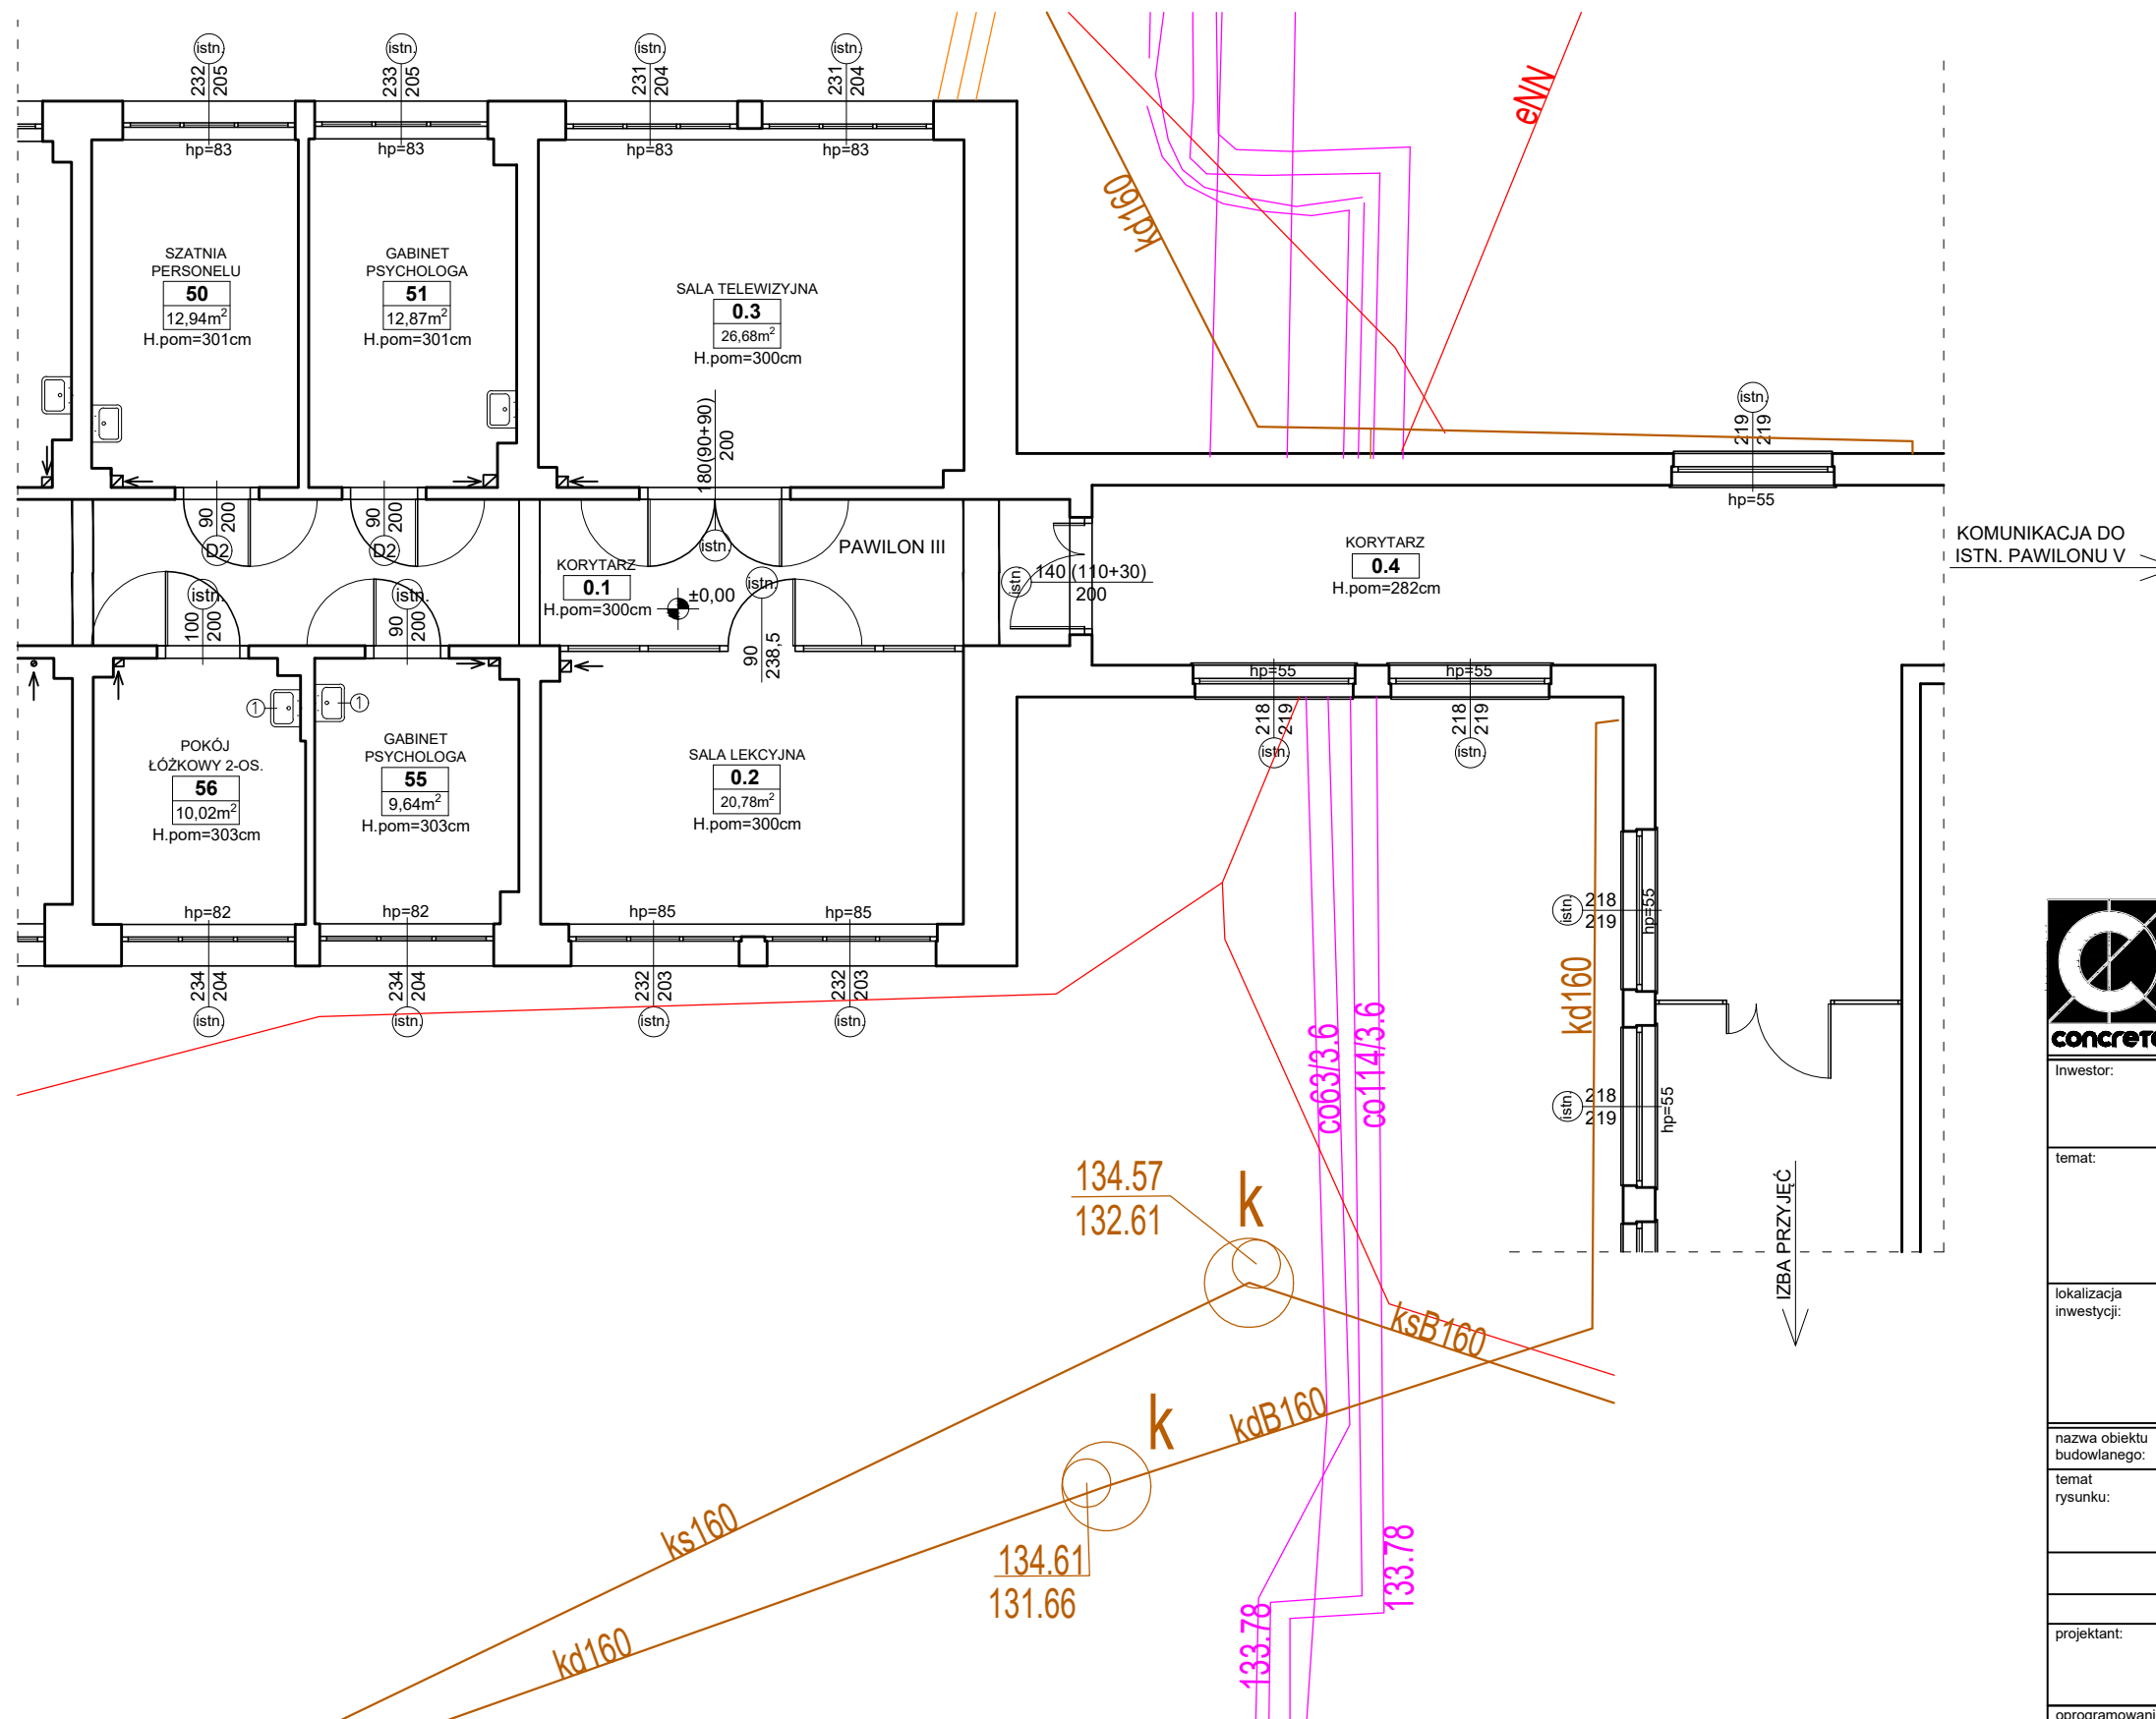 istn.
232
205
istn.
233
205
istn.
231
204
istn.
231
204
hp=83
hp=83
hp=83
hp=83
eNN
kd160
SZATNIA
PERSONELU
50
12,94m²
H.pom=301cm
GABINET
PSYCHOLOGA
51
12,87m²
H.pom=301cm
SALA TELEWIZYJNA
0.3
26,68m²
H.pom=300cm
180(90+90)
200
istn.
istn.
219
219
hp=55
90
200
D2
90
200
D2
PAWILON III
KORYTARZ
0.1
H.pom=300cm
±0,00
istn.
140 (110+30)
200
KORYTARZ
0.4
H.pom=282cm
KOMUNIKACJA DO
ISTN. PAWILONU V
istn.
100
200
istn.
90
200
istn.
90
238,5
hp=55
hp=55
218
219
istn.
218
219
istn.
1
1
POKÓJ
ŁÓŻKOWY 2-OS.
56
10,02m²
H.pom=303cm
GABINET
PSYCHOLOGA
55
9,64m²
H.pom=303cm
SALA LEKCYJNA
0.2
20,78m²
H.pom=300cm
hp=82
hp=82
hp=85
hp=85
234
204
istn.
234
204
istn.
232
203
istn.
232
203
istn.
istn.
218
219
hp=55
kd160
istn.
218
219
hp=55
co63/3.6
co114/3.6
134.57
132.61
k
IZBA PRZYJĘĆ
ksB160
kdB160
k
ks160
134.61
131.66
kd160
133.78
133.78
concrete
Inwestor:
temat:
lokalizacja
inwestycji:
nazwa obiektu
budowlanego:
temat
rysunku:
projektant:
oprogramowani